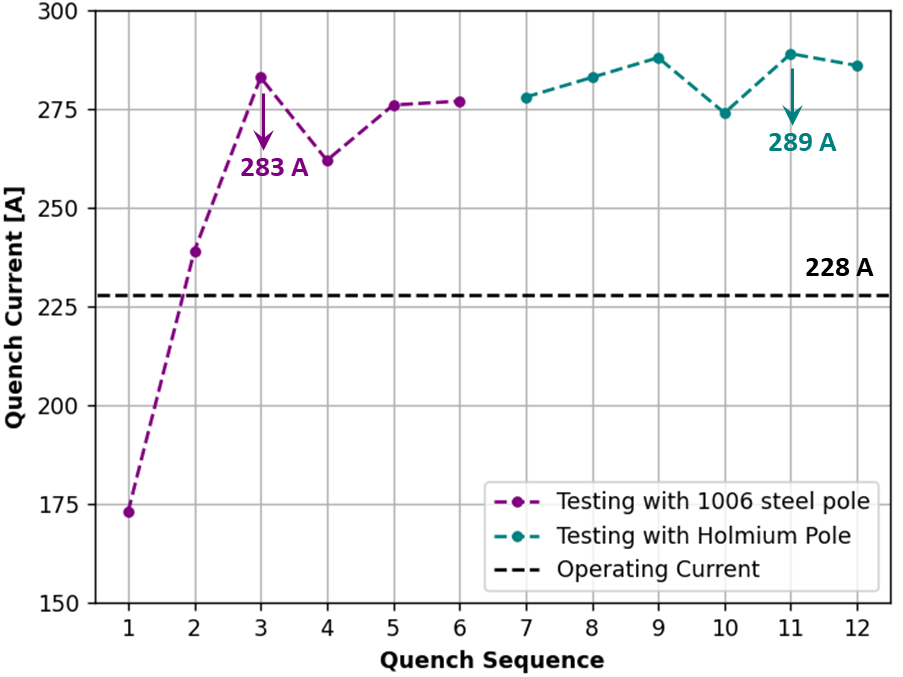 300
275
250
225
200
175
150
Quench Current [A]
283 A
289 A
228 A
Testing with 1006 steel pole
Testing with Holmium Pole
Operating Current
1 2 3 4 5 6 7 8 9 10 11 12
Quench Sequence